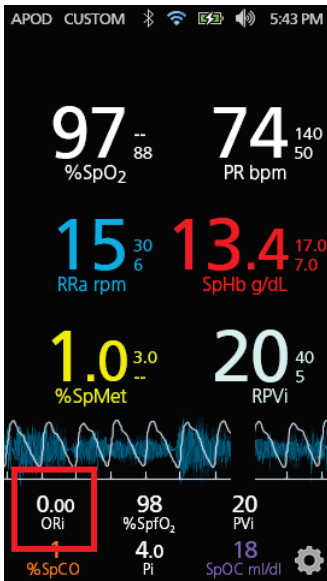 APOD CUSTOM 5:43 PM
97 -- 88 74 140 50
%SpO₂ PR bpm
15 30 6 13.4 17.0 7.0
RRa rpm SpHb g/dL
1.0 3.0 -- 20 40 5
%SpMet RPVi
0.00 98 20
ORi %SpfO₂ PVi
1 4.0 18
%SpCO Pi SpOC ml/dl